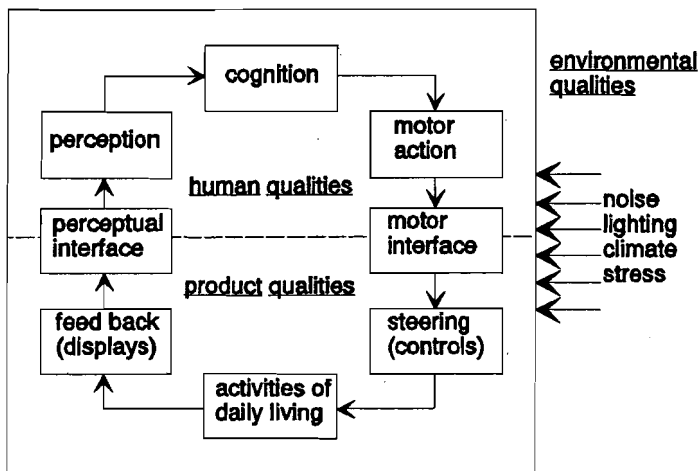 cognition
environmental
qualities
perception
motor
action
human qualities
noise
lighting
climate
stress
perceptual
interface
motor
interface
product qualities
feed back
(displays)
steering
(controls)
activities of
daily living